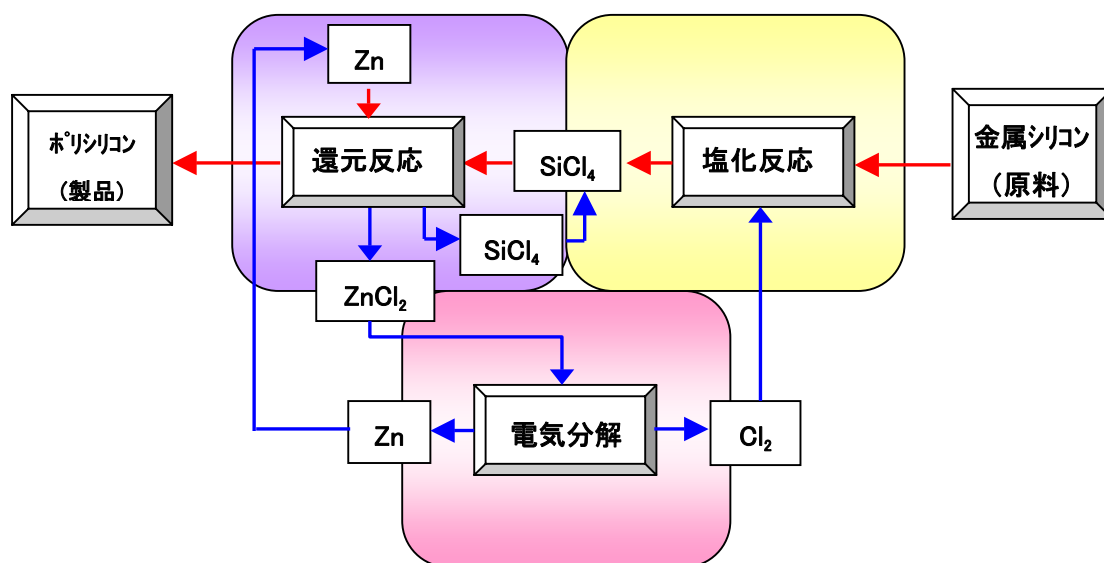 Zn
ポリシリコン
(製品)
還元反応
SiCl₄
塩化反応
金属シリコン
(原料)
SiCl₄
ZnCl₂
Zn
電気分解
Cl₂